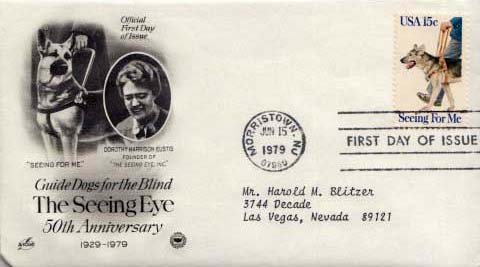 Official
First Day
of Issue
"SEEING FOR ME."
DOROTHY HARRISON EUSTIS
FOUNDER OF
"THE SEEING EYE, INC."
Guide Dogs for the Blind
The Seeing Eye
50th Anniversary
1929-1979
USA 15c
Seeing For Me
MORRISTOWN, NJ
JUN 15
1979
FIRST DAY OF ISSUE
Mr. Harold M. Blitzer
3744 Decade
Las Vegas, Nevada 89121